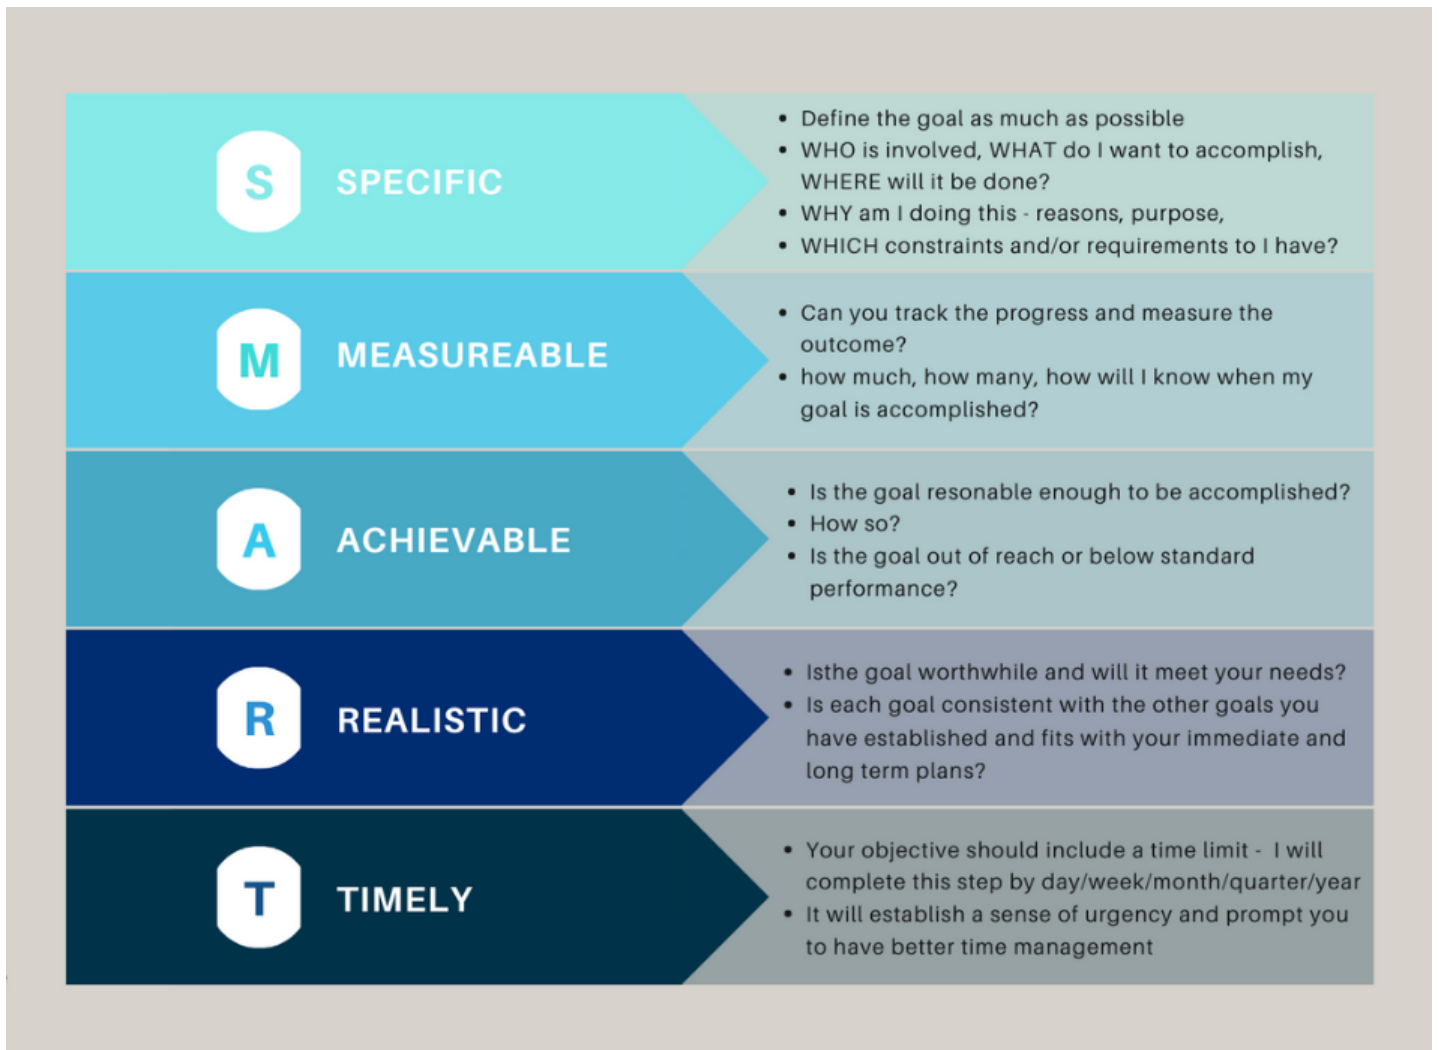 S
SPECIFIC
• Define the goal as much as possible
• WHO is involved, WHAT do I want to accomplish,
WHERE will it be done?
• WHY am I doing this - reasons, purpose,
• WHICH constraints and/or requirements to I have?
M
MEASUREABLE
• Can you track the progress and measure the
outcome?
• how much, how many, how will I know when my
goal is accomplished?
A
ACHIEVABLE
• Is the goal resonable enough to be accomplished?
• How so?
• Is the goal out of reach or below standard
performance?
R
REALISTIC
• Isthe goal worthwhile and will it meet your needs?
• Is each goal consistent with the other goals you
have established and fits with your immediate and
long term plans?
T
TIMELY
• Your objective should include a time limit - I will
complete this step by day/week/month/quarter/year
• It will establish a sense of urgency and prompt you
to have better time management